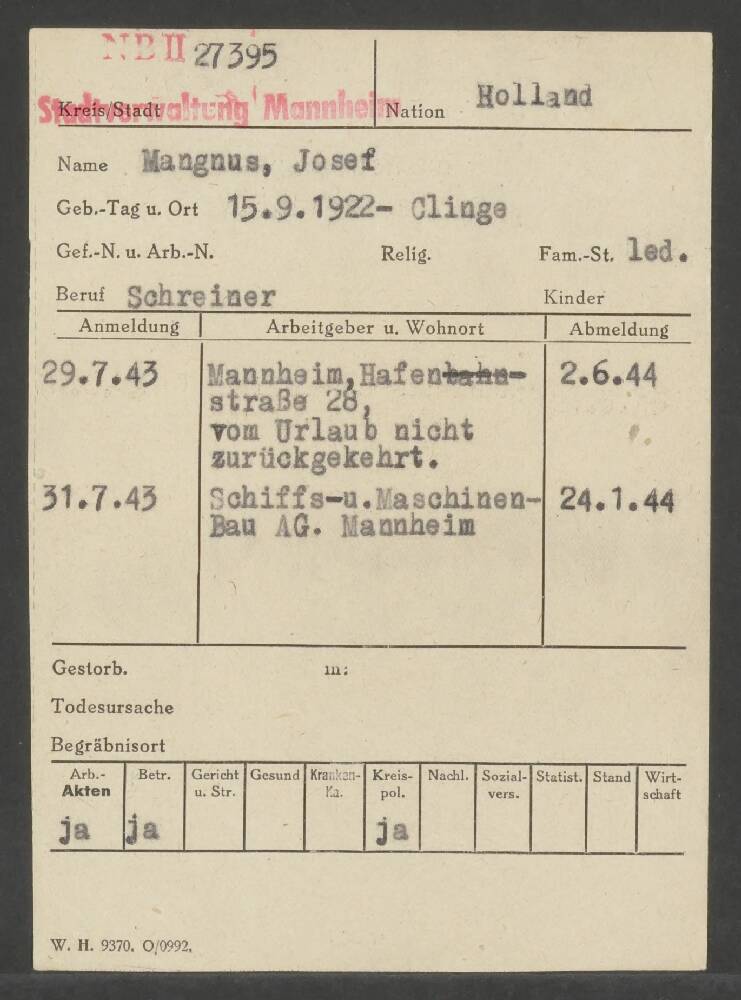 NB II 27395
Stadtverwaltung Mannheim
Kreis/Stadt Nation Holland
Name Mangnus, Josef
Geb.-Tag u. Ort 15.9.1922- Clinge
Gef.-N. u. Arb.-N. Relig. Fam.-St. led.
Beruf Schreiner Kinder
Anmeldung Arbeitgeber u. Wohnort Abmeldung
29.7.43 Mannheim,Hafenbahn- 2.6.44
straße 28,
vom Urlaub nicht
zurückgekehrt.
31.7.43 Schiffs-u.Maschinen- 24.1.44
Bau AG. Mannheim
Gestorb. in:
Todesursache
Begräbnisort
Arb.- Betr. Gericht Gesund Kranken- Kreis- Nachl. Sozial- Statist. Stand Wirt-
Akten u. Str. Ka. pol. vers. schaft
ja ja ja
W. H. 9370. O/0992.